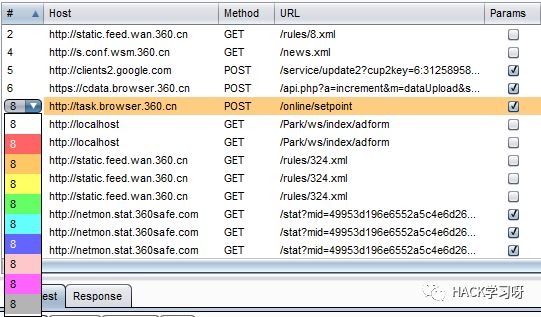 # Host Method URL Params
2 http://static.feed.wan.360.cn GET /rules/8.xml
4 http://s.conf.wsm.360.cn GET /news.xml
5 http://clients2.google.com POST /service/update2?cup2key=6:31258958...
6 https://cdata.browser.360.cn POST /api.php?a=increment&m=dataUpload&s...
8 http://task.browser.360.cn POST /online/setpoint
8 http://localhost GET /Park/ws/index/adform
8 http://localhost GET /Park/ws/index/adform
8 http://static.feed.wan.360.cn GET /rules/324.xml
8 http://static.feed.wan.360.cn GET /rules/324.xml
8 http://static.feed.wan.360.cn GET /rules/324.xml
8 http://netmon.stat.360safe.com GET /stat?mid=49953d196e6552a5c4e6d26...
8 http://netmon.stat.360safe.com GET /stat?mid=49953d196e6552a5c4e6d26...
8 http://netmon.stat.360safe.com GET /stat?mid=49953d196e6552a5c4e6d26...
8
8 est Response
8
HACK学习呀